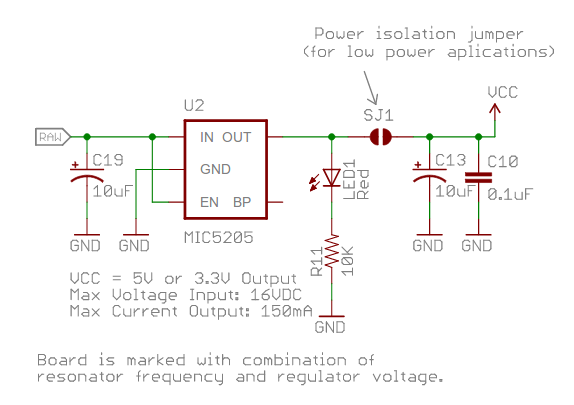 Power isolation jumper
(for low power aplications)
VCC
U2
SJ1
RAW
IN OUT
C19
GND
LED1
Red
C13
C10
10uF
10uF
0.1uF
EN BP
GND
GND
MIC5205
R11
10K
GND
GND
VCC = 5V or 3.3V Output
Max Voltage Input: 16VDC
Max Current Output: 150mA
GND
Board is marked with combination of
resonator frequency and regulator voltage.